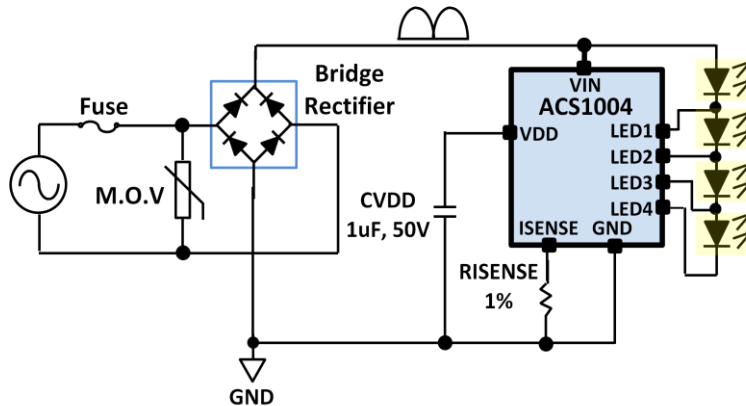 Bridge
Rectifier
Fuse
M.O.V
VIN
ACS1004
VDD
LED1
LED2
LED3
LED4
ISENSE
GND
CVDD
1uF, 50V
RISENSE
1%
GND